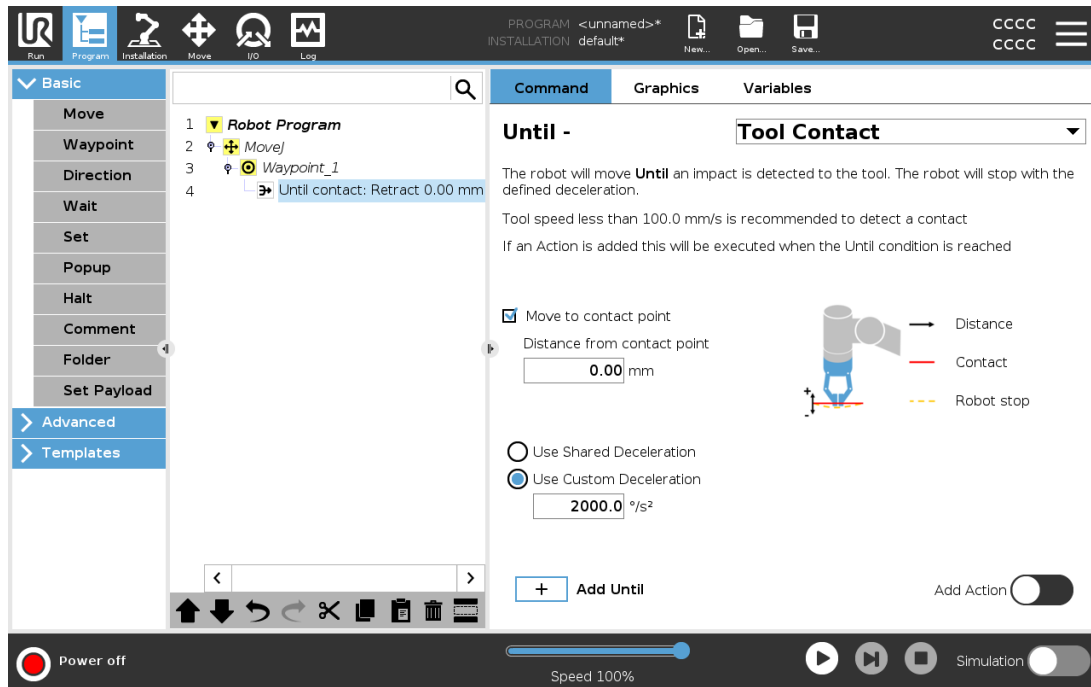 PROGRAM <unnamed>*
INSTALLATION default*
UR
Run
Program
Installation
Move
I/O
Log
New...
Open...
Save...
CCCC
CCCC
Basic
Move
Waypoint
Direction
Wait
Set
Popup
Halt
Comment
Folder
Set Payload
Advanced
Templates
1 Robot Program
2 MoveJ
3 Waypoint_1
4 Until contact: Retract 0.00 mm
Command Graphics Variables
Until - Tool Contact
The robot will move Until an impact is detected to the tool. The robot will stop with the
defined deceleration.
Tool speed less than 100.0 mm/s is recommended to detect a contact
If an Action is added this will be executed when the Until condition is reached
Move to contact point
Distance from contact point
0.00 mm
+
-
Distance
Contact
Robot stop
Use Shared Deceleration
Use Custom Deceleration
2000.0 °/s²
+ Add Until
Add Action
Power off
Speed 100%
Simulation